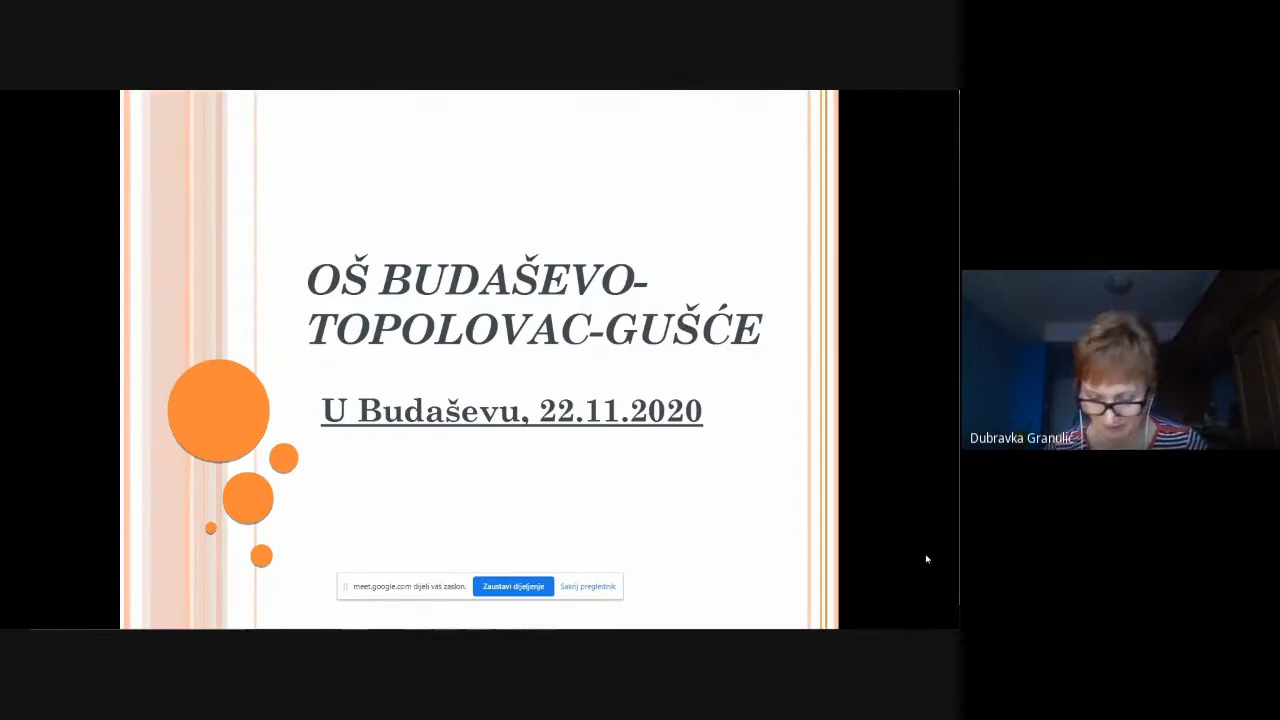 OŠ BUDAŠEVO-
TOPOLOVAC-GUŠĆE
U Budaševu, 22.11.2020
meet.google.com dijeli vaš zaslon.
Zaustavi dijeljenje
Sakrij preglednik
Dubravka Granulić